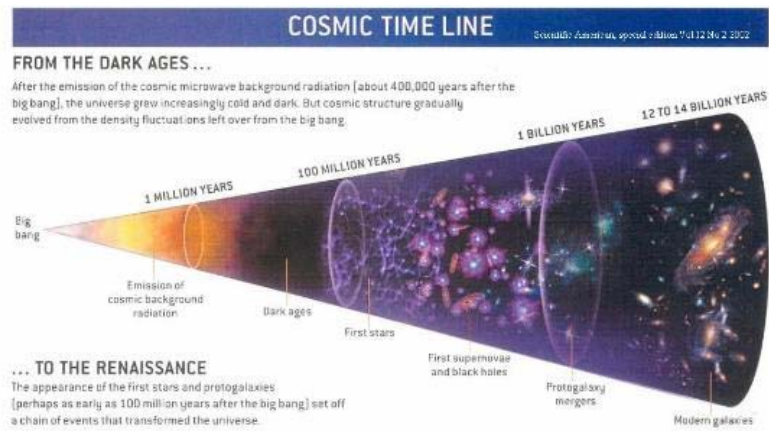 COSMIC TIME LINE
Scientific American, special edition Vol 12 No 2 2002
FROM THE DARK AGES ...
After the emission of the cosmic microwave background radiation (about 400,000 years after the
big bang), the universe grew increasingly cold and dark. But cosmic structure gradually
evolved from the density fluctuations left over from the big bang.
12 TO 14 BILLION YEARS
1 BILLION YEARS
100 MILLION YEARS
1 MILLION YEARS
Big
bang
Emission of
cosmic background
radiation
Dark ages
First stars
First supernovae
and black holes
Protogalaxy
mergers
Modern galaxies
... TO THE RENAISSANCE
The appearance of the first stars and protogalaxies
(perhaps as early as 100 million years after the big bang) set off
a chain of events that transformed the universe.